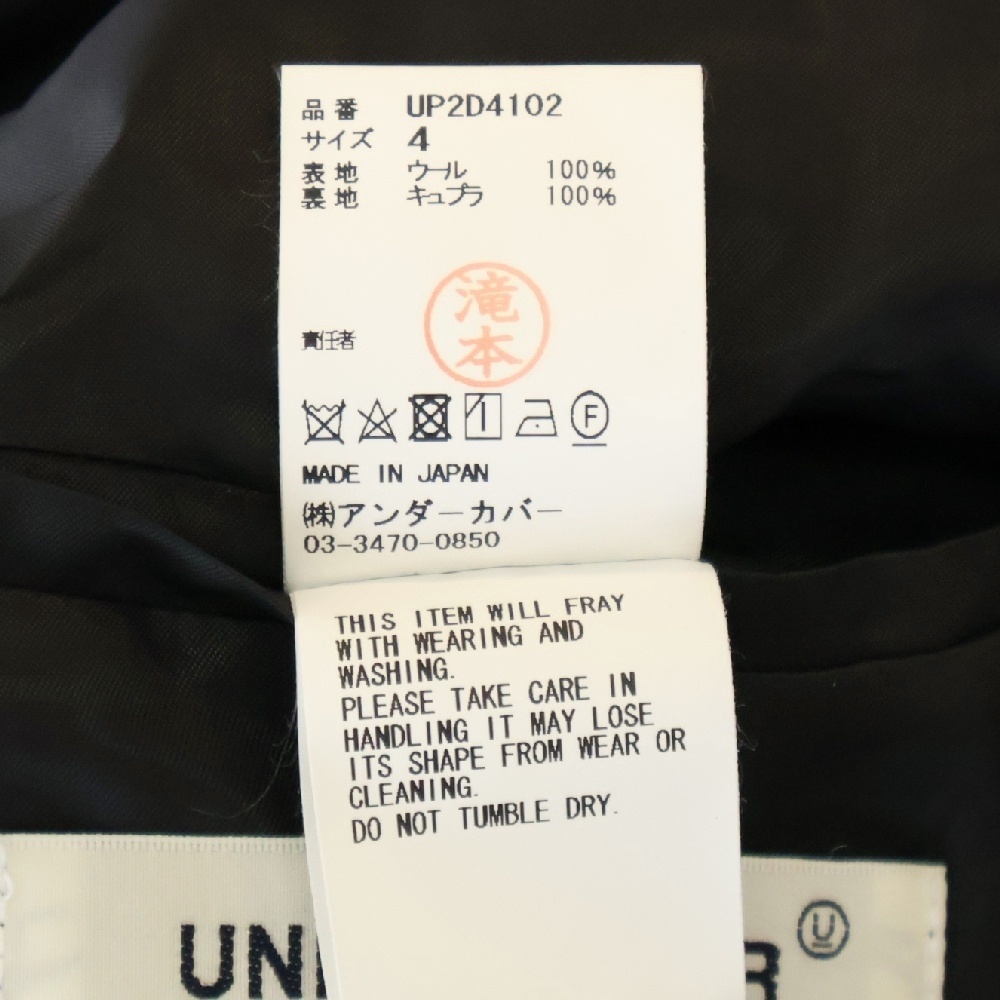 品番 UP2D4102
サイズ 4
表地 ウール 100%
裏地 キュプラ 100%
責任者 滝本
F
MADE IN JAPAN
㈱アンダーカバー
03-3470-0850
THIS ITEM WILL FRAY
WITH WEARING AND
WASHING.
PLEASE TAKE CARE IN
HANDLING IT MAY LOSE
ITS SHAPE FROM WEAR OR
CLEANING.
DO NOT TUMBLE DRY.
U
UN R